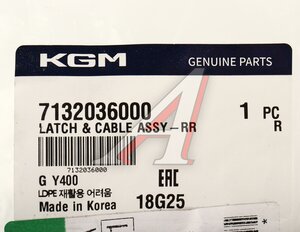 KGM GENUINE PARTS
7132036000 1 PC
LATCH & CABLE ASSY-RR R
7132036000
G Y400 EAC
LDPE 재활용 어려움
Made in Korea 18G25